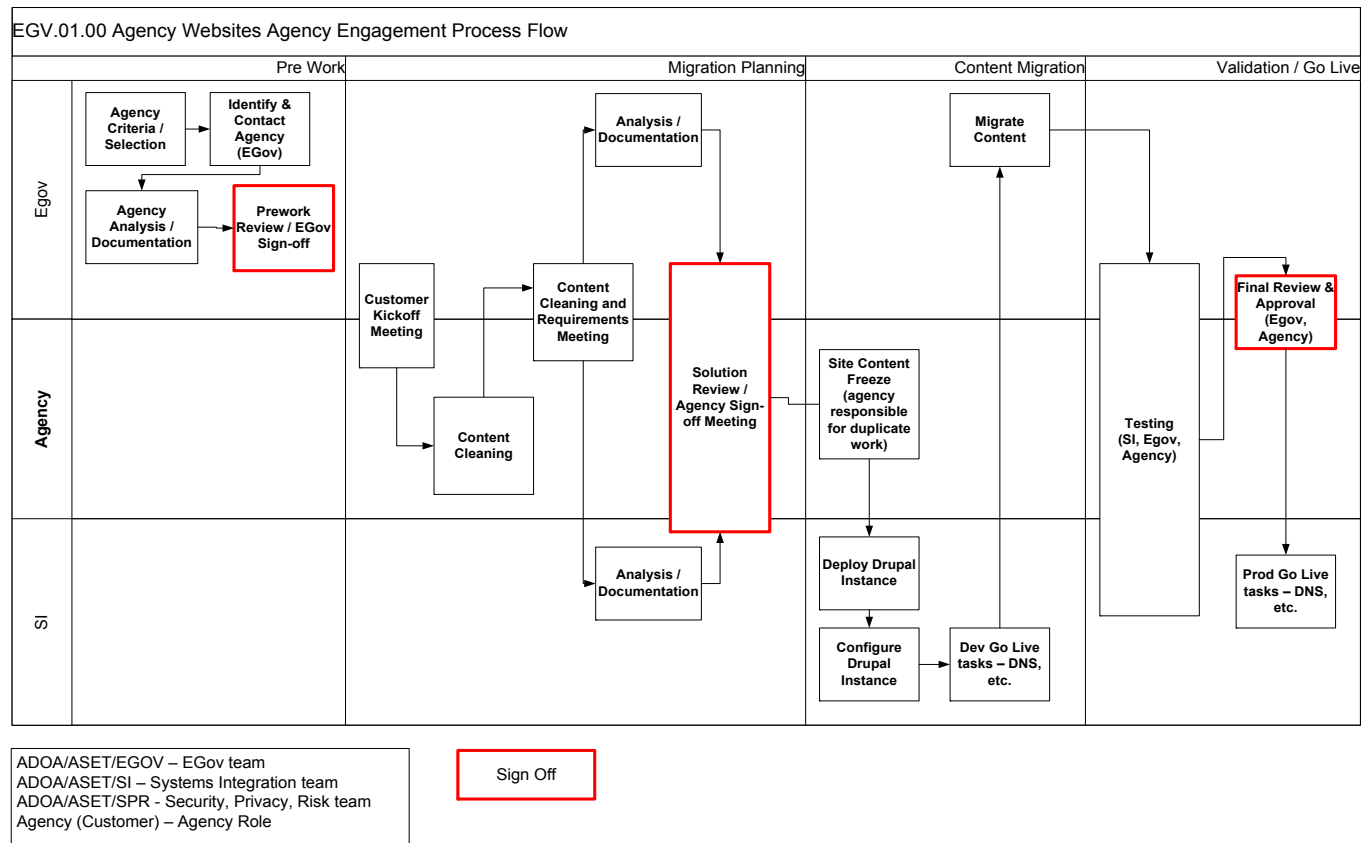 EGV.01.00 Agency Websites Agency Engagement Process Flow
Pre Work
Migration Planning
Content Migration
Validation / Go Live
Egov
Agency
Criteria /
Selection
Identify &
Contact
Agency
(EGov)
Agency
Analysis /
Documentation
Prework
Review / EGov
Sign-off
Analysis /
Documentation
Migrate
Content
Customer
Kickoff
Meeting
Content
Cleaning and
Requirements
Meeting
Final Review &
Approval
(Egov,
Agency)
Agency
Content
Cleaning
Solution
Review /
Agency Sign-
off Meeting
Site Content
Freeze
(agency
responsible
for duplicate
work)
Testing
(SI, Egov,
Agency)
SI
Analysis /
Documentation
Deploy Drupal
Instance
Configure
Drupal
Instance
Dev Go Live
tasks – DNS,
etc.
Prod Go Live
tasks – DNS,
etc.
ADOA/ASET/EGOV – EGov team
ADOA/ASET/SI – Systems Integration team
ADOA/ASET/SPR - Security, Privacy, Risk team
Agency (Customer) – Agency Role
Sign Off